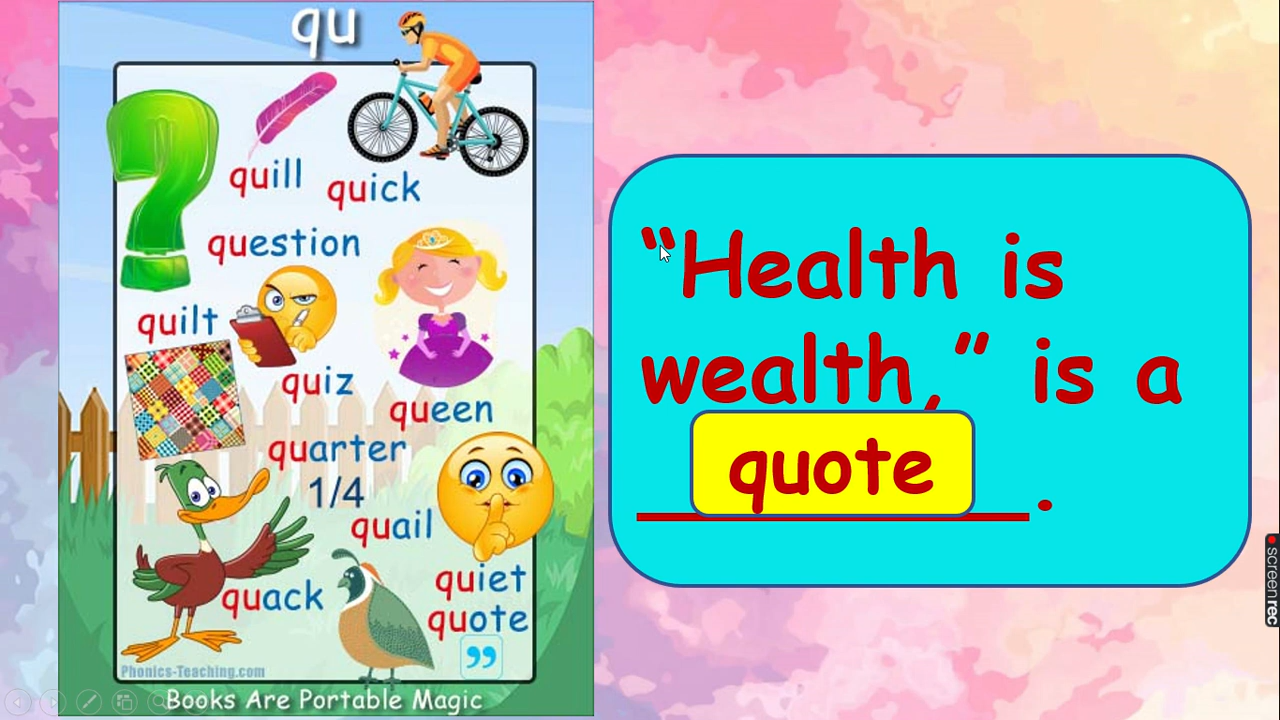 qu
quill
quick
question
quilt
quiz
queen
quarter
1/4
quail
quack
quiet
quote
”
Phonics-Teaching.com
Books Are Portable Magic
“Health is
wealth,” is a
quote
__________.
screenrec